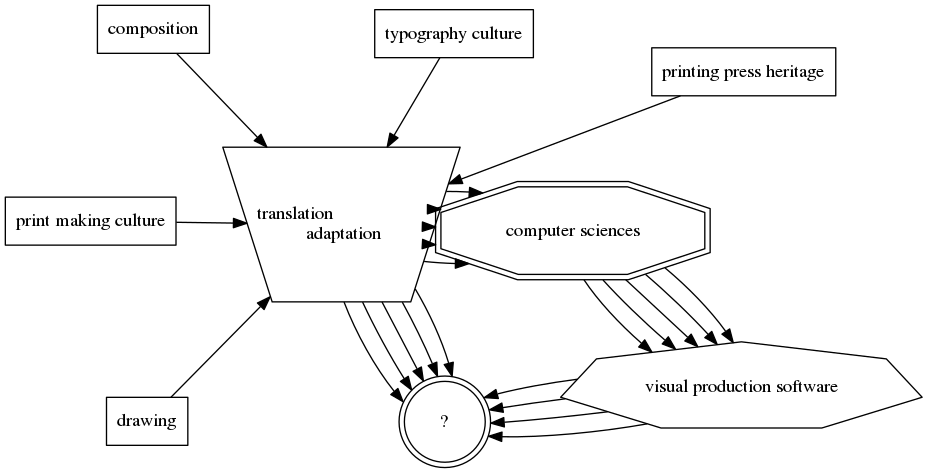 composition
typography culture
printing press heritage
print making culture
translation
adaptation
computer sciences
visual production software
drawing
?